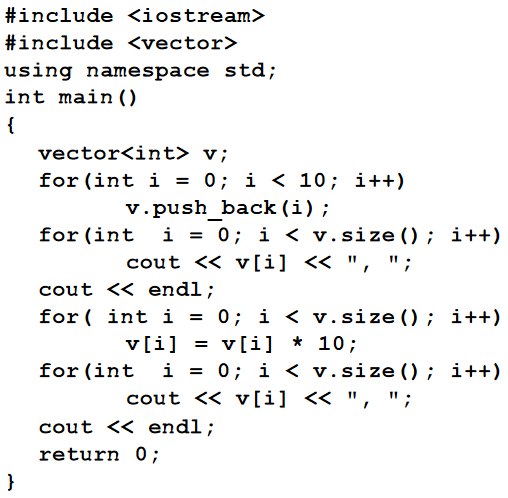 #include <iostream>
#include <vector>
using namespace std;
int main()
{
vector<int> v;
for(int i = 0; i < 10; i++)
v.push_back(i);
for(int  i = 0; i < v.size(); i++)
cout << v[i] << ", ";
cout << endl;
for( int i = 0; i < v.size(); i++)
v[i] = v[i] * 10;
for(int  i = 0; i < v.size(); i++)
cout << v[i] << ", ";
cout << endl;
return 0;
}